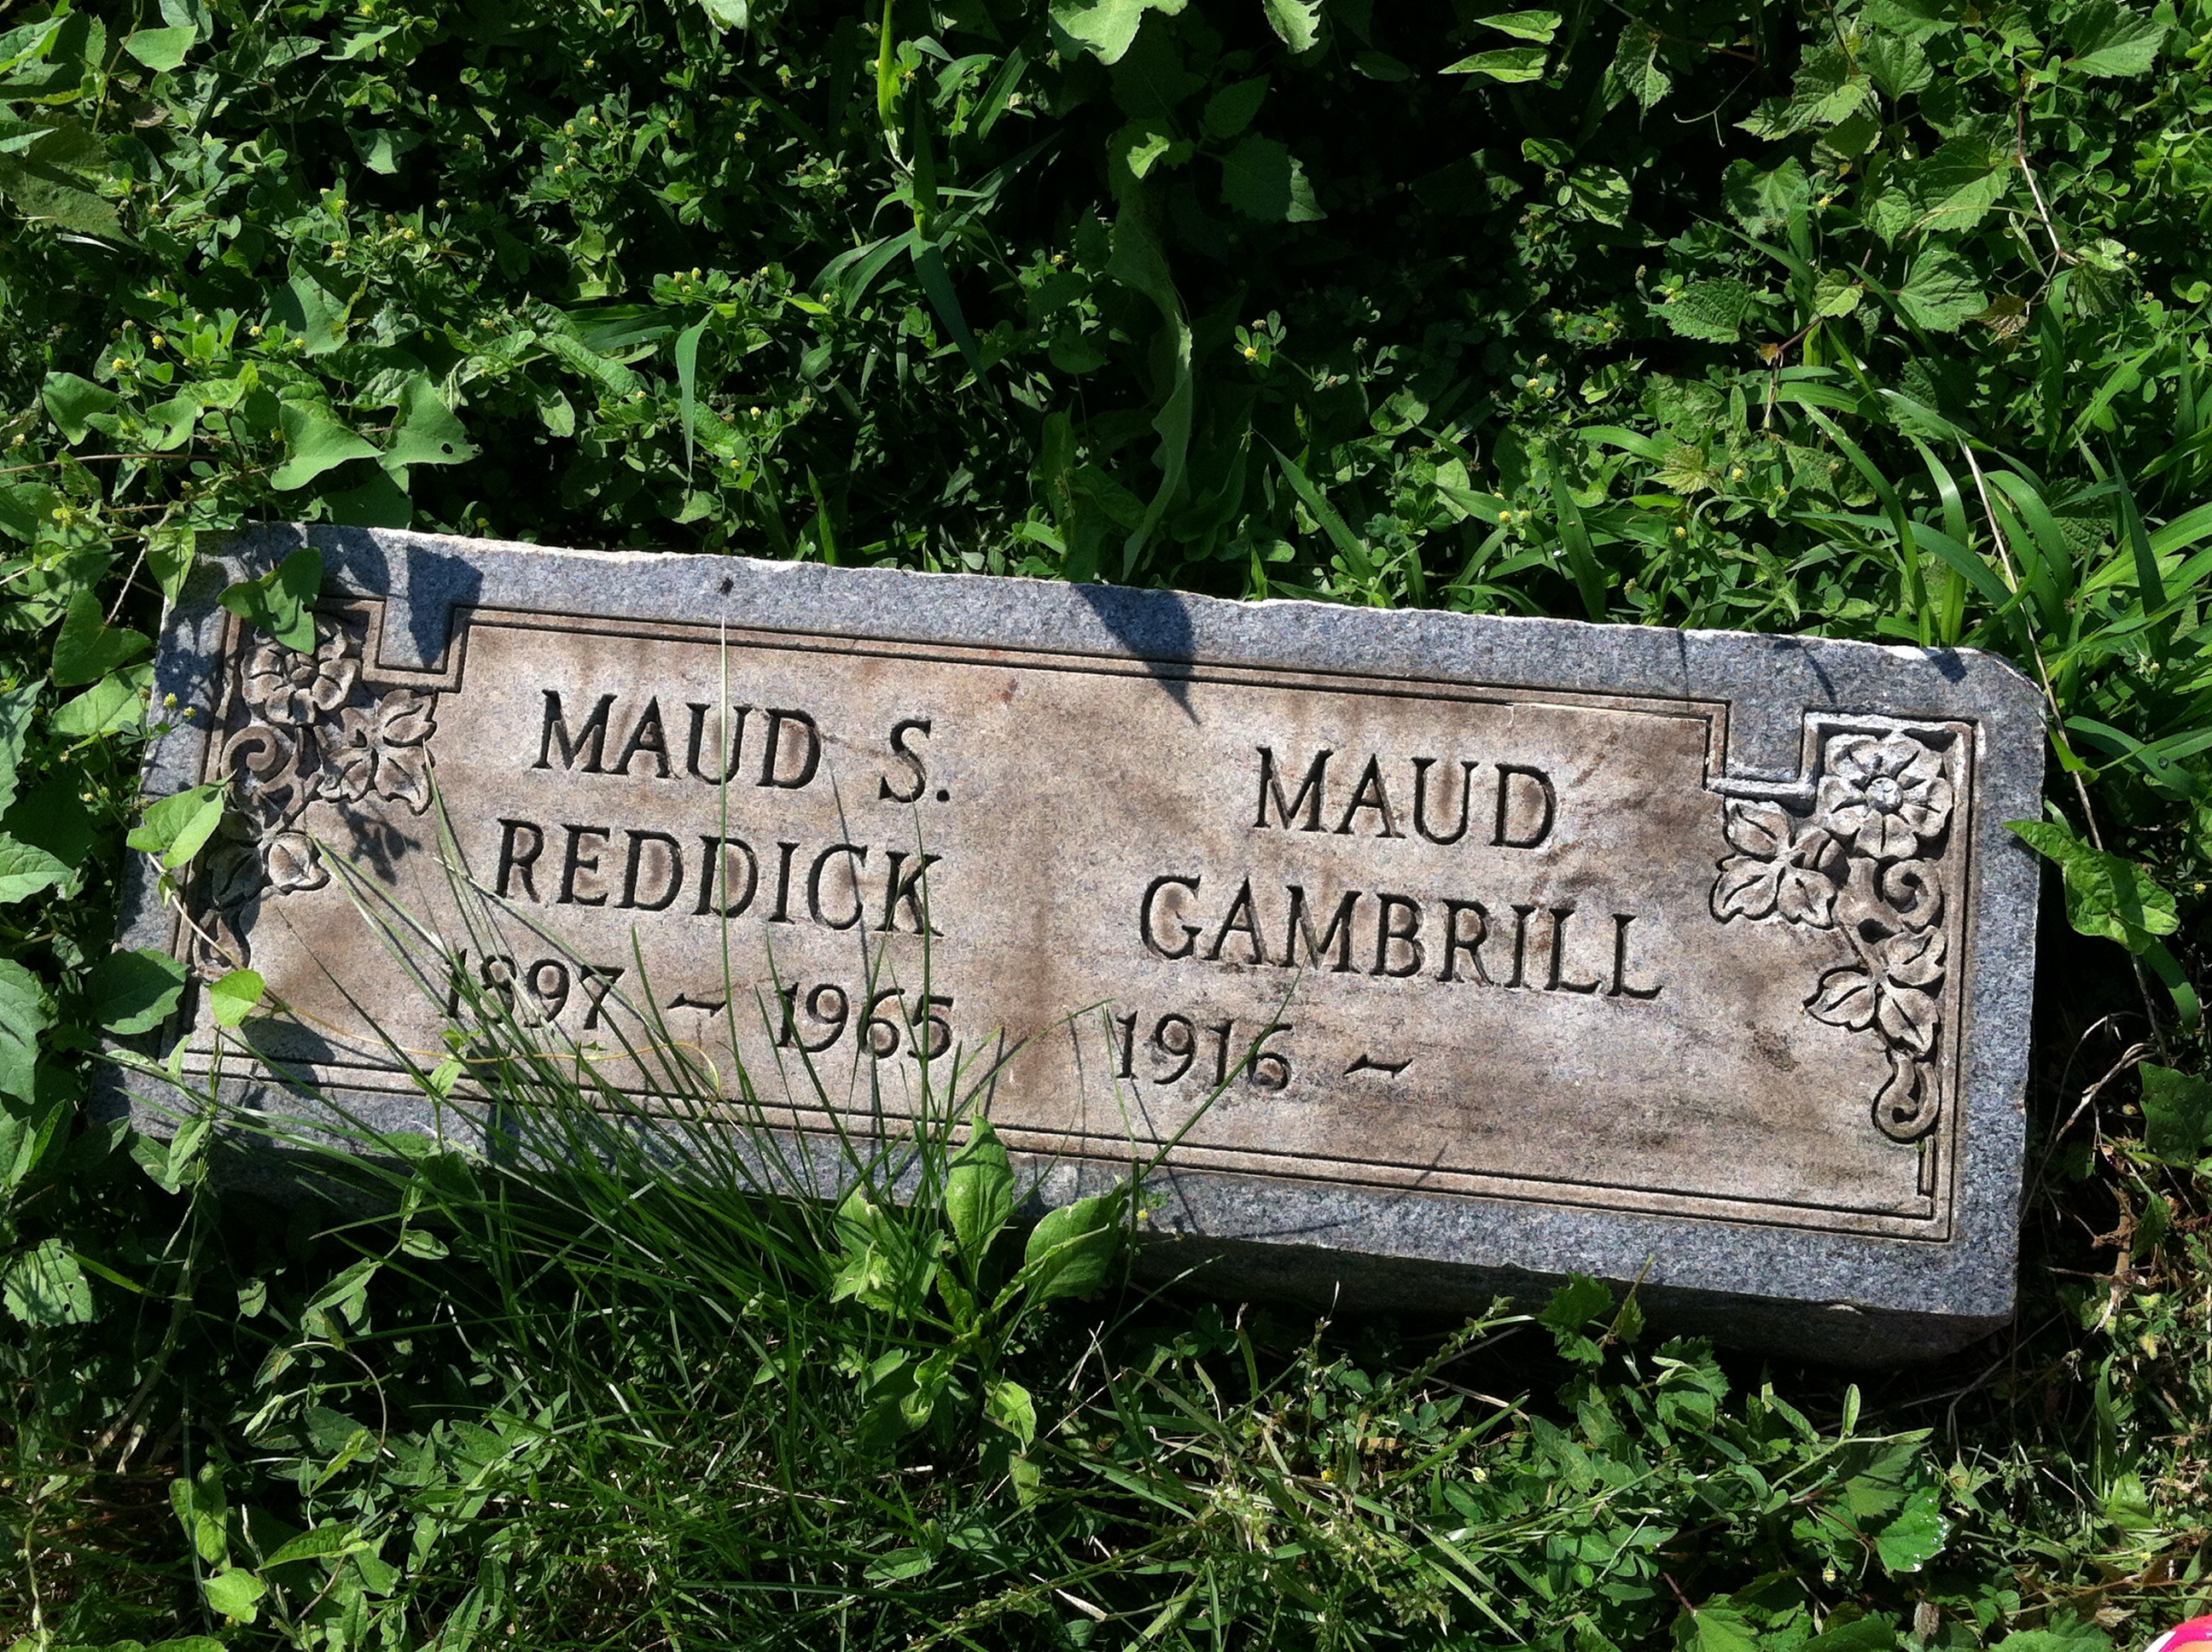 MAUD S.
REDDICK
1897 ~ 1965
MAUD
GAMBRILL
1916 ~